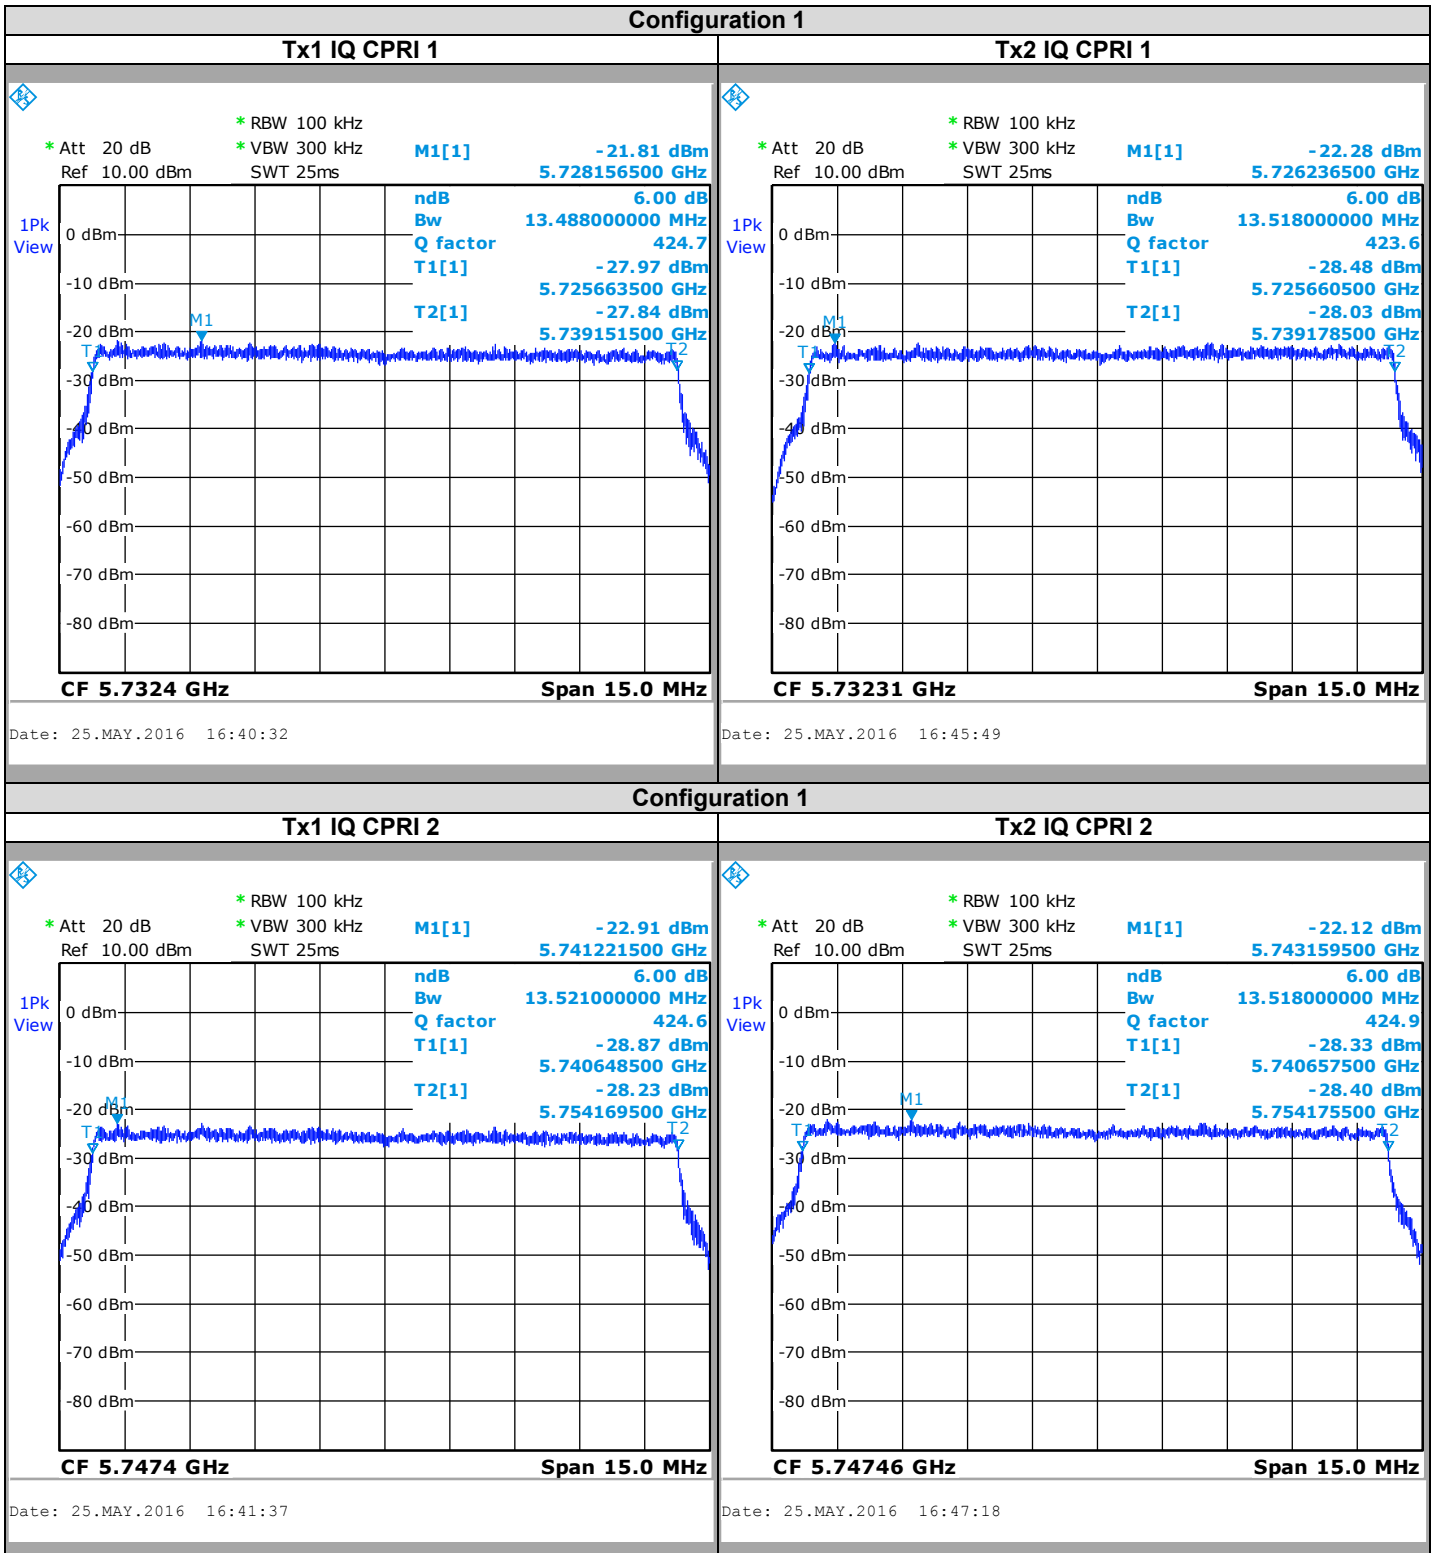 Configuration 1
Tx1 IQ CPRI 1
Tx2 IQ CPRI 1
* RBW 100 kHz
* Att 20 dB * VBW 300 kHz M1[1] -21.81 dBm
Ref 10.00 dBm SWT 25ms 5.728156500 GHz
ndB 6.00 dB
1Pk Bw 13.488000000 MHz
View 0 dBm Q factor 424.7
T1[1] -27.97 dBm
-10 dBm 5.725663500 GHz
T2[1] -27.84 dBm
M1
-20 dBm 5.739151500 GHz
T1 T2
-30 dBm
-40 dBm
-50 dBm
-60 dBm
-70 dBm
-80 dBm
CF 5.7324 GHz Span 15.0 MHz
Date: 25.MAY.2016 16:40:32
* RBW 100 kHz
* Att 20 dB * VBW 300 kHz M1[1] -22.28 dBm
Ref 10.00 dBm SWT 25ms 5.726236500 GHz
ndB 6.00 dB
1Pk Bw 13.518000000 MHz
View 0 dBm Q factor 423.6
T1[1] -28.48 dBm
-10 dBm 5.725660500 GHz
T2[1] -28.03 dBm
M1
-20 dBm 5.739178500 GHz
T1 T2
-30 dBm
-40 dBm
-50 dBm
-60 dBm
-70 dBm
-80 dBm
CF 5.73231 GHz Span 15.0 MHz
Date: 25.MAY.2016 16:45:49
Configuration 1
Tx1 IQ CPRI 2
Tx2 IQ CPRI 2
* RBW 100 kHz
* Att 20 dB * VBW 300 kHz M1[1] -22.91 dBm
Ref 10.00 dBm SWT 25ms 5.741221500 GHz
ndB 6.00 dB
1Pk Bw 13.521000000 MHz
View 0 dBm Q factor 424.6
T1[1] -28.87 dBm
-10 dBm 5.740648500 GHz
T2[1] -28.23 dBm
M1
-20 dBm 5.754169500 GHz
T1 T2
-30 dBm
-40 dBm
-50 dBm
-60 dBm
-70 dBm
-80 dBm
CF 5.7474 GHz Span 15.0 MHz
Date: 25.MAY.2016 16:41:37
* RBW 100 kHz
* Att 20 dB * VBW 300 kHz M1[1] -22.12 dBm
Ref 10.00 dBm SWT 25ms 5.743159500 GHz
ndB 6.00 dB
1Pk Bw 13.518000000 MHz
View 0 dBm Q factor 424.9
T1[1] -28.33 dBm
-10 dBm 5.740657500 GHz
T2[1] -28.40 dBm
M1
-20 dBm 5.754175500 GHz
T1 T2
-30 dBm
-40 dBm
-50 dBm
-60 dBm
-70 dBm
-80 dBm
CF 5.74746 GHz Span 15.0 MHz
Date: 25.MAY.2016 16:47:18